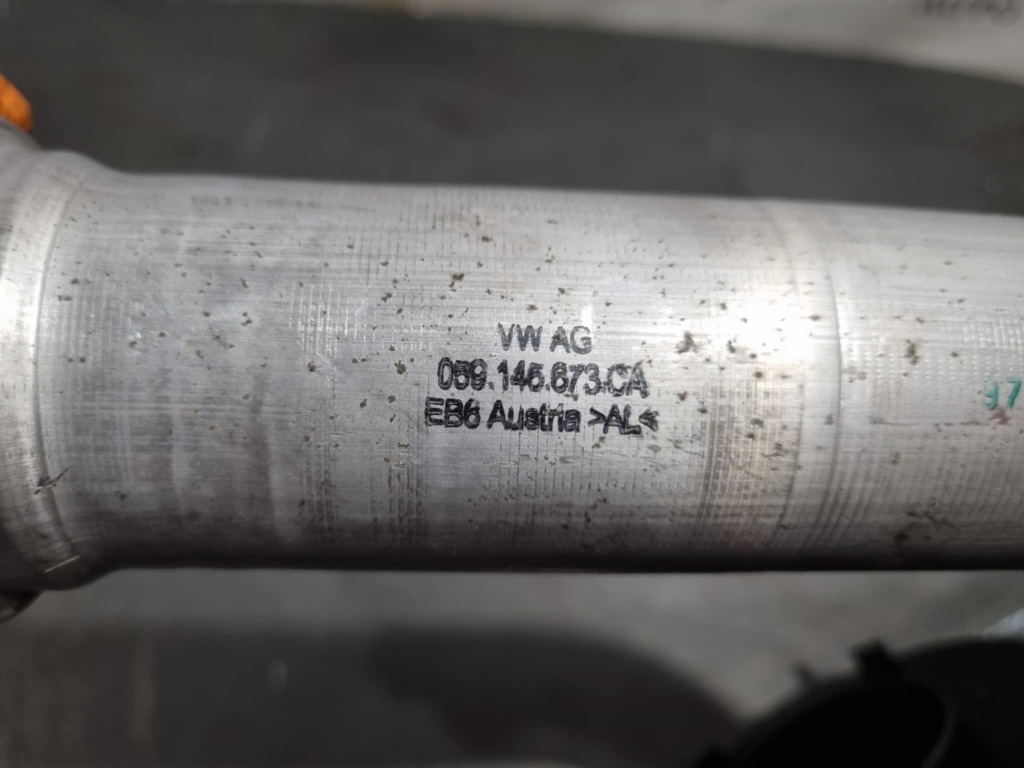 VW AG
059.145.673.CA
EB6 Austria >AL<